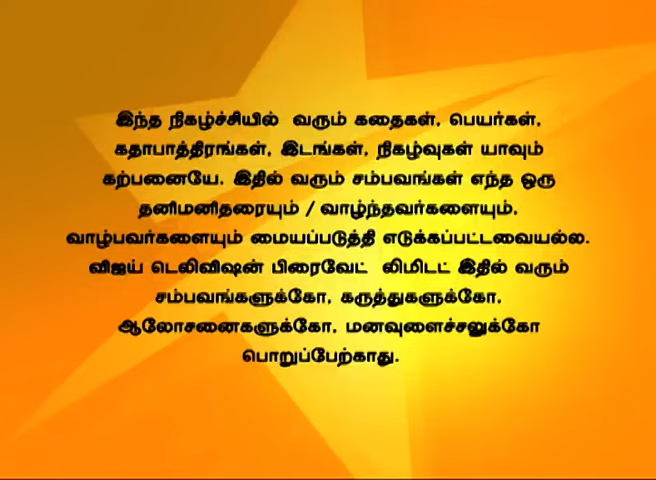 இந்த நிகழ்ச்சியில் வரும் கதைகள், பெயர்கள்,
கதாபாத்திரங்கள், இடங்கள், நிகழ்வுகள் யாவும்
கற்பனையே. இதில் வரும் சம்பவங்கள் எந்த ஒரு
தனிமனிதரையும் / வாழ்ந்தவர்களையும்,
வாழ்பவர்களையும் மையப்படுத்தி எடுக்கப்பட்டவையல்ல.
விஜய் டெலிவிஷன் பிரைவேட் லிமிடட் இதில் வரும்
சம்பவங்களுக்கோ, கருத்துகளுக்கோ,
ஆலோசனைகளுக்கோ, மனவுளைச்சலுக்கோ
பொறுப்பேற்காது.